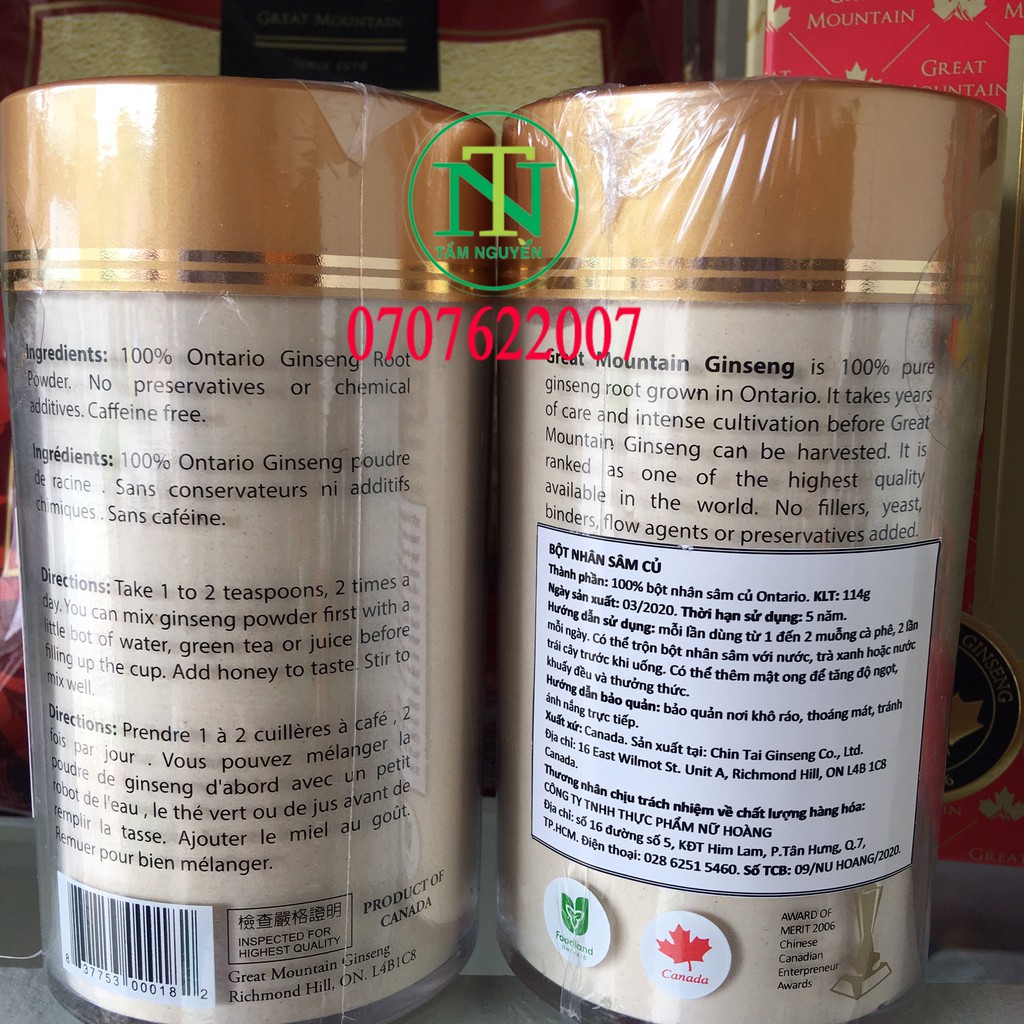 GREAT MOUNTAIN
Since 1976
GREAT
MOUNTAIN
GREAT
MOUNTAIN
TN
TÂM NGUYÊN
0707622007
Ingredients: 100% Ontario Ginseng Root
Powder. No preservatives or chemical
additives. Caffeine free.
Ingrédients: 100% Ontario Ginseng poudre
de racine . Sans conservateurs ni additifs
chimiques . Sans caféine.
Directions: Take 1 to 2 teaspoons, 2 times a
day. You can mix ginseng powder first with a
little bot of water, green tea or juice before
filling up the cup. Add honey to taste. Stir to
mix well.
Directions: Prendre 1 à 2 cuillères à café , 2
fois par jour . Vous pouvez mélanger la
poudre de ginseng d'abord avec un petit
robot de l'eau , le thé vert ou de jus avant de
remplir la tasse. Ajouter le miel au goût.
Remuer pour bien mélanger.
8 37753 00018 2
檢查嚴格證明
INSPECTED FOR
HIGHEST QUALITY
PRODUCT OF
CANADA
Great Mountain Ginseng
Richmond Hill, ON. L4B1C8
Great Mountain Ginseng is 100% pure
ginseng root grown in Ontario. It takes years
of care and intense cultivation before Great
Mountain Ginseng can be harvested. It is
ranked as one of the highest quality
available in the world. No fillers, yeast,
binders, flow agents or preservatives added.
BỘT NHÂN SÂM CỦ
Thành phần: 100% bột nhân sâm củ Ontario. KLT: 114g
Ngày sản xuất: 03/2020. Thời hạn sử dụng: 5 năm.
Hướng dẫn sử dụng: mỗi lần dùng từ 1 đến 2 muỗng cà phê, 2 lần
mỗi ngày. Có thể trộn bột nhân sâm với nước, trà xanh hoặc nước
trái cây trước khi uống. Có thể thêm mật ong để tăng độ ngọt,
khuấy đều và thưởng thức.
Hướng dẫn bảo quản: bảo quản nơi khô ráo, thoáng mát, tránh
ánh nắng trực tiếp.
Xuất xứ: Canada. Sản xuất tại: Chin Tai Ginseng Co., Ltd.
Địa chỉ: 16 East Wilmot St. Unit A, Richmond Hill, ON L4B 1C8
Canada.
Thương nhân chịu trách nhiệm về chất lượng hàng hóa:
CÔNG TY TNHH THỰC PHẨM NỮ HOÀNG
Địa chỉ: số 16 đường số 5, KĐT Him Lam, P.Tân Hưng, Q.7,
TP.HCM. Điện thoại: 028 6251 5460. Số TCB: 09/NU HOANG/2020.
Foodland
ONTARIO
Canada
AWARD OF
MERIT 2006
Chinese
Canadian
Enterpreneur
Awards
GINSENG
GREAT